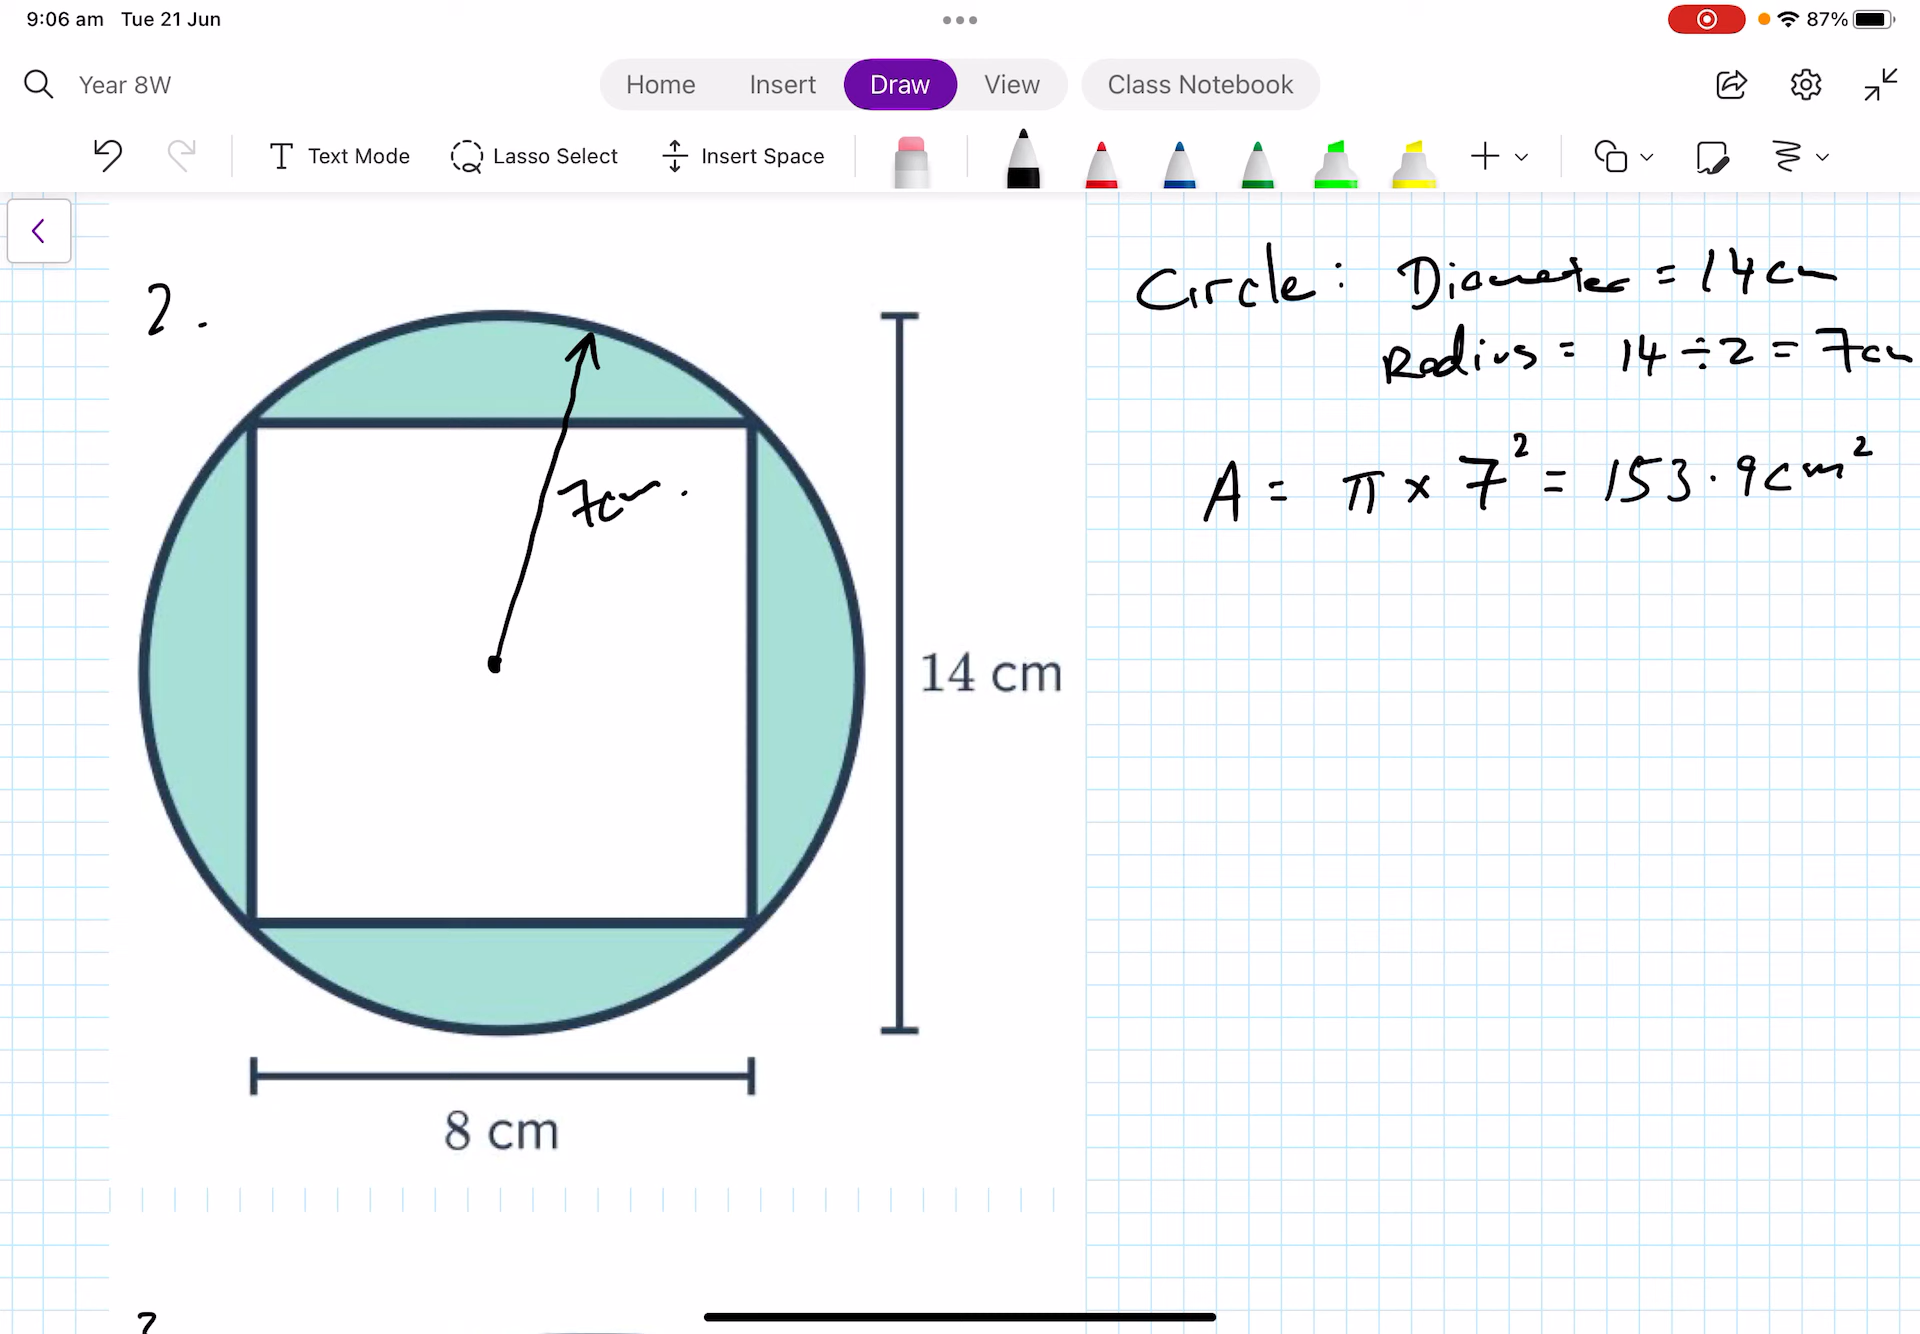 9:06 am Tue 21 Jun
87%
Year 8W
Home Insert Draw View Class Notebook
Text Mode Lasso Select Insert Space
2.
7cm.
14 cm
8 cm
Circle: Diameter = 14cm
Radius = 14 ÷ 2 = 7cm
A = π × 7² = 153.9cm²